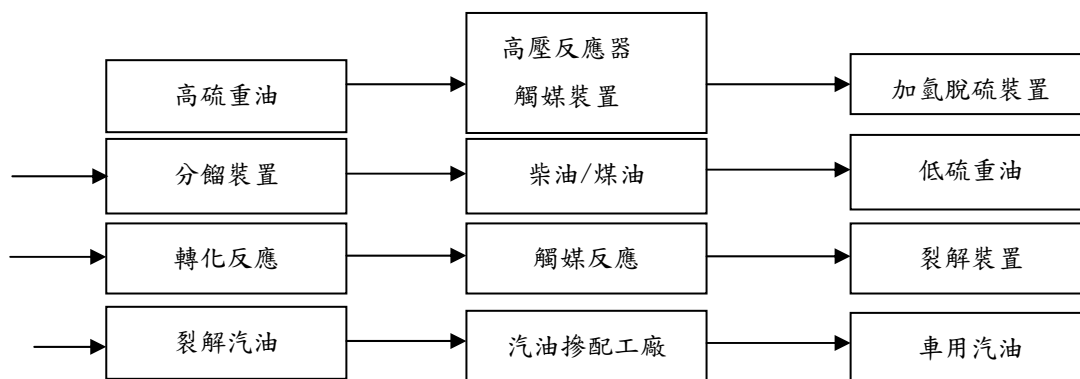 高硫重油
高壓反應器
觸媒裝置
加氫脫硫裝置
分餾裝置
柴油/煤油
低硫重油
轉化反應
觸媒反應
裂解裝置
裂解汽油
汽油摻配工廠
車用汽油